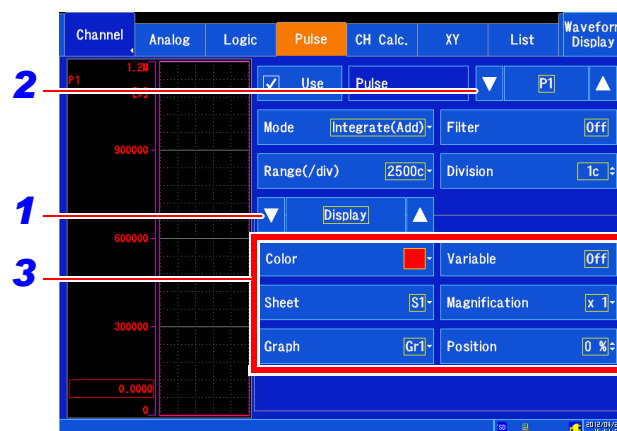 Channel Analog Logic Pulse CH Calc. XY List Waveform Display
P1 1.2M
2 Use Pulse P1
Mode Integrate(Add) Filter Off
900000
Range(/div) 2500c Division 1c
1 Display
600000
Color Variable Off
3
Sheet S1 Magnification x 1
300000
Graph Gr1 Position 0 %
0.0000
0
SD